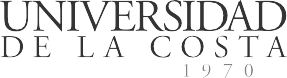 UNIVERSIDAD
DE LA COSTA
1970